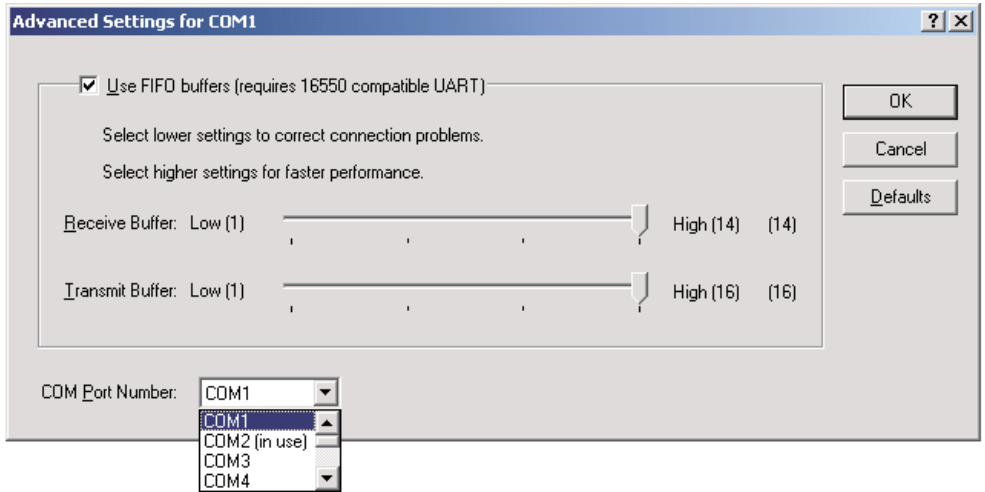 Advanced Settings for COM1
Use FIFO buffers (requires 16550 compatible UART)
OK
Select lower settings to correct connection problems.
Cancel
Select higher settings for faster performance.
Defaults
Receive Buffer: Low (1) High (14) (14)
Transmit Buffer: Low (1) High (16) (16)
COM Port Number: COM1
COM1
COM2 (in use)
COM3
COM4